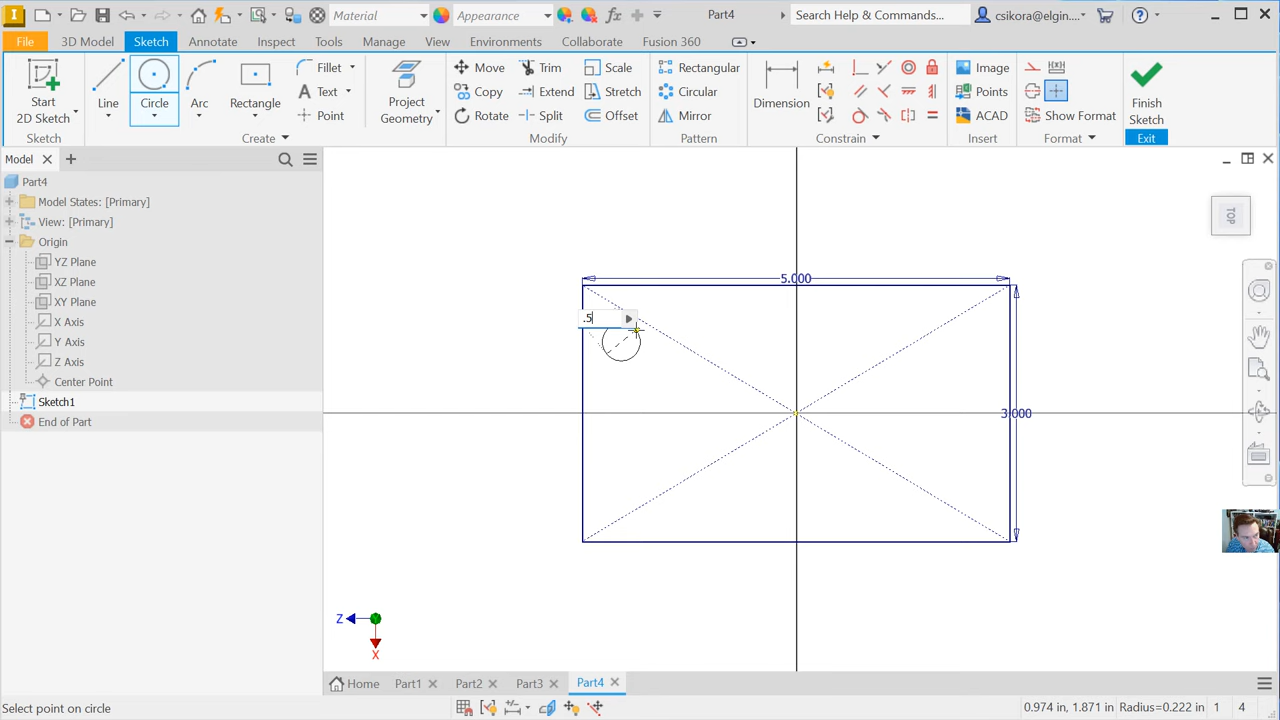 Material
Appearance
Part4
Search Help & Commands...
csikora@elgin....
File
3D Model
Sketch
Annotate
Inspect
Tools
Manage
View
Environments
Collaborate
Fusion 360
Start
2D Sketch
Line
Circle
Arc
Rectangle
Fillet
Text
Point
Project
Geometry
Move
Copy
Rotate
Trim
Extend
Split
Scale
Stretch
Offset
Rectangular
Circular
Mirror
Dimension
Image
Points
ACAD
Show Format
Finish
Sketch
Sketch
Create
Modify
Pattern
Constrain
Insert
Format
Exit
Model
Part4
Model States: [Primary]
View: [Primary]
Origin
YZ Plane
XZ Plane
XY Plane
X Axis
Y Axis
Z Axis
Center Point
Sketch1
End of Part
TOP
5.000
.5
3.000
Z
X
Home
Part1
Part2
Part3
Part4
Select point on circle
0.974 in, 1.871 in
Radius=0.222 in
1
4